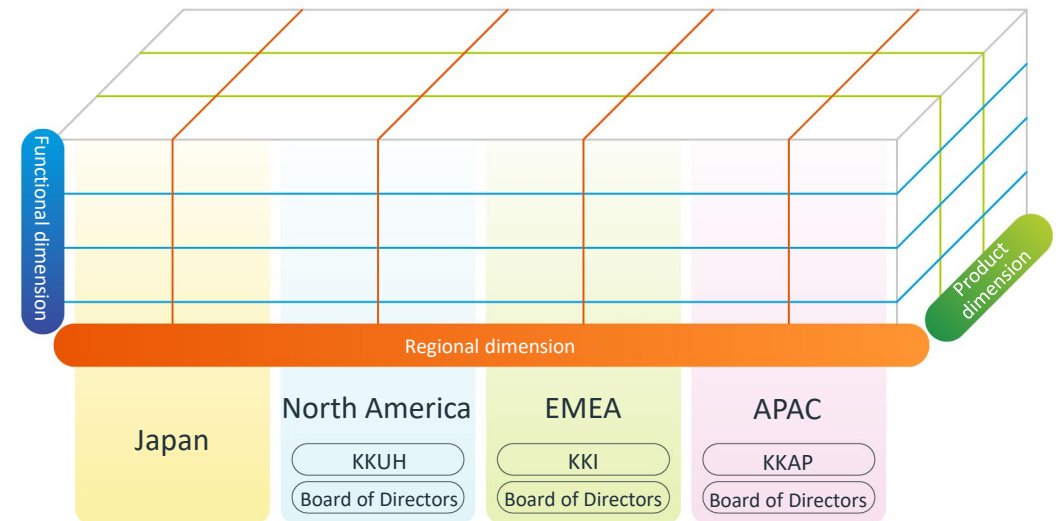 Functional dimension
Product
dimension
Regional dimension
Japan
North America
KKUH
Board of Directors
EMEA
KKI
Board of Directors
APAC
KKAP
Board of Directors